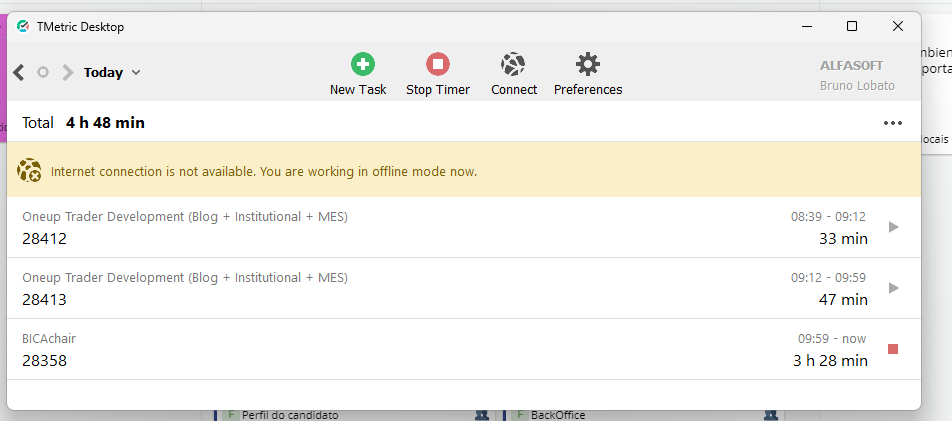 TMetric Desktop
Today
New Task
Stop Timer
Connect
Preferences
ALFASOFT
Bruno Lobato
Total 4 h 48 min
Internet connection is not available. You are working in offline mode now.
Oneup Trader Development (Blog + Institutional + MES)
08:39 - 09:12
28412
33 min
Oneup Trader Development (Blog + Institutional + MES)
09:12 - 09:59
28413
47 min
BICAchair
09:59 - now
28358
3 h 28 min
F Perfil do candidato
F BackOffice
locais